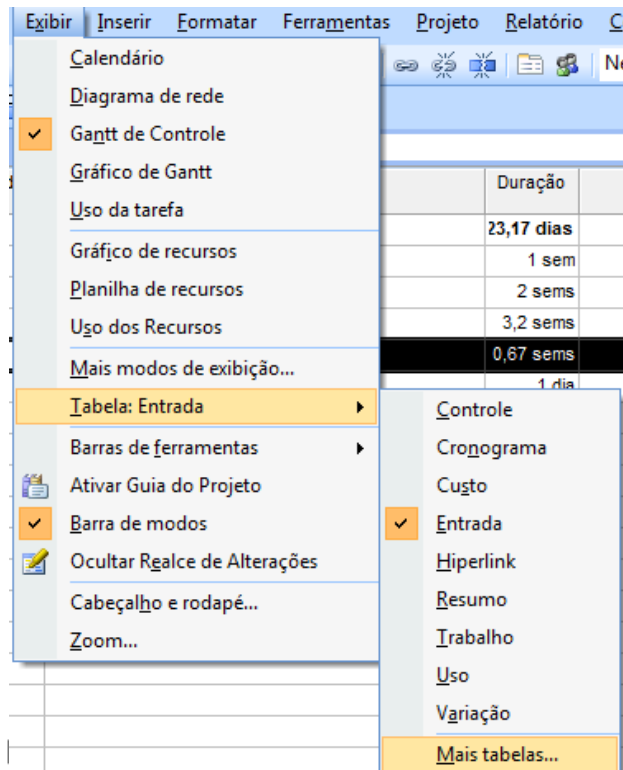 Exibir Inserir Formatar Ferramentas Projeto Relatório C
Calendário
Diagrama de rede
Gantt de Controle
Gráfico de Gantt
Uso da tarefa
Gráfico de recursos
Planilha de recursos
Uso dos Recursos
Mais modos de exibição...
Tabela: Entrada
Barras de ferramentas
Ativar Guia do Projeto
Barra de modos
Ocultar Realce de Alterações
Cabeçalho e rodapé...
Zoom...
Duração
23,17 dias
1 sem
2 sems
3,2 sems
0,67 sems
1 dia
Controle
Cronograma
Custo
Entrada
Hiperlink
Resumo
Trabalho
Uso
Variação
Mais tabelas...